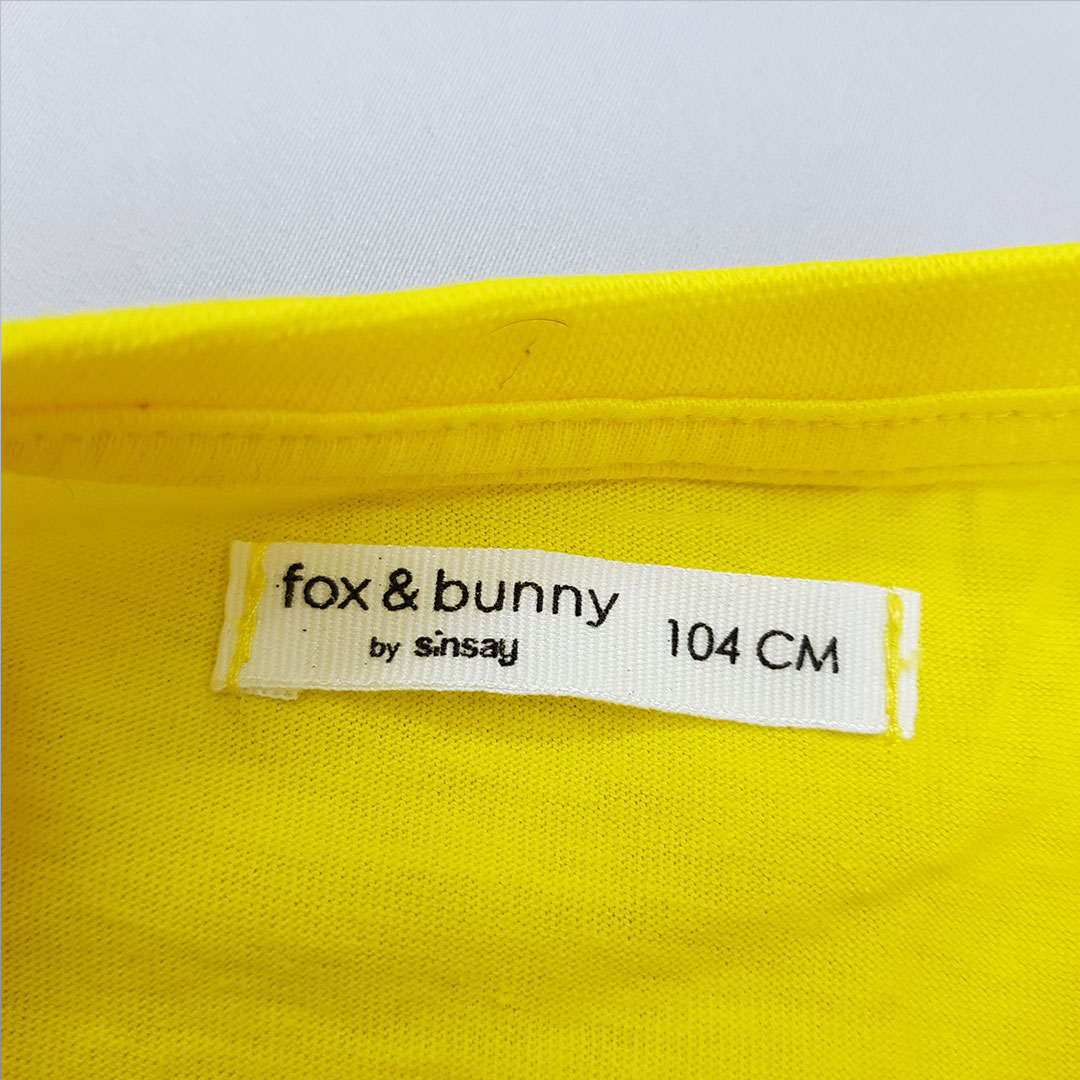 fox & bunny
by sinsay
104 CM